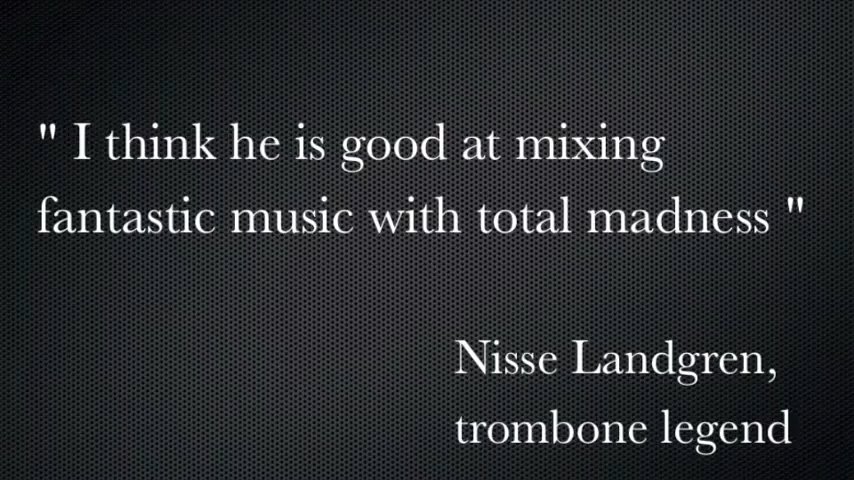 " I think he is good at mixing
fantastic music with total madness "
Nisse Landgren,
trombone legend